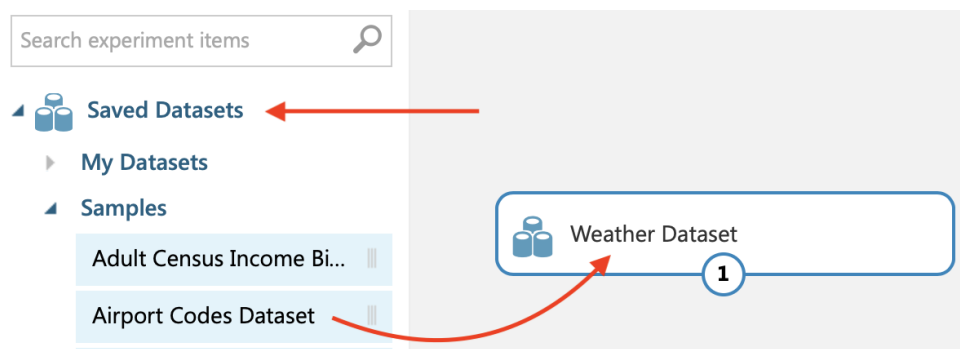 Search experiment items
Saved Datasets
My Datasets
Samples
Adult Census Income Bi...
Airport Codes Dataset
Weather Dataset
1